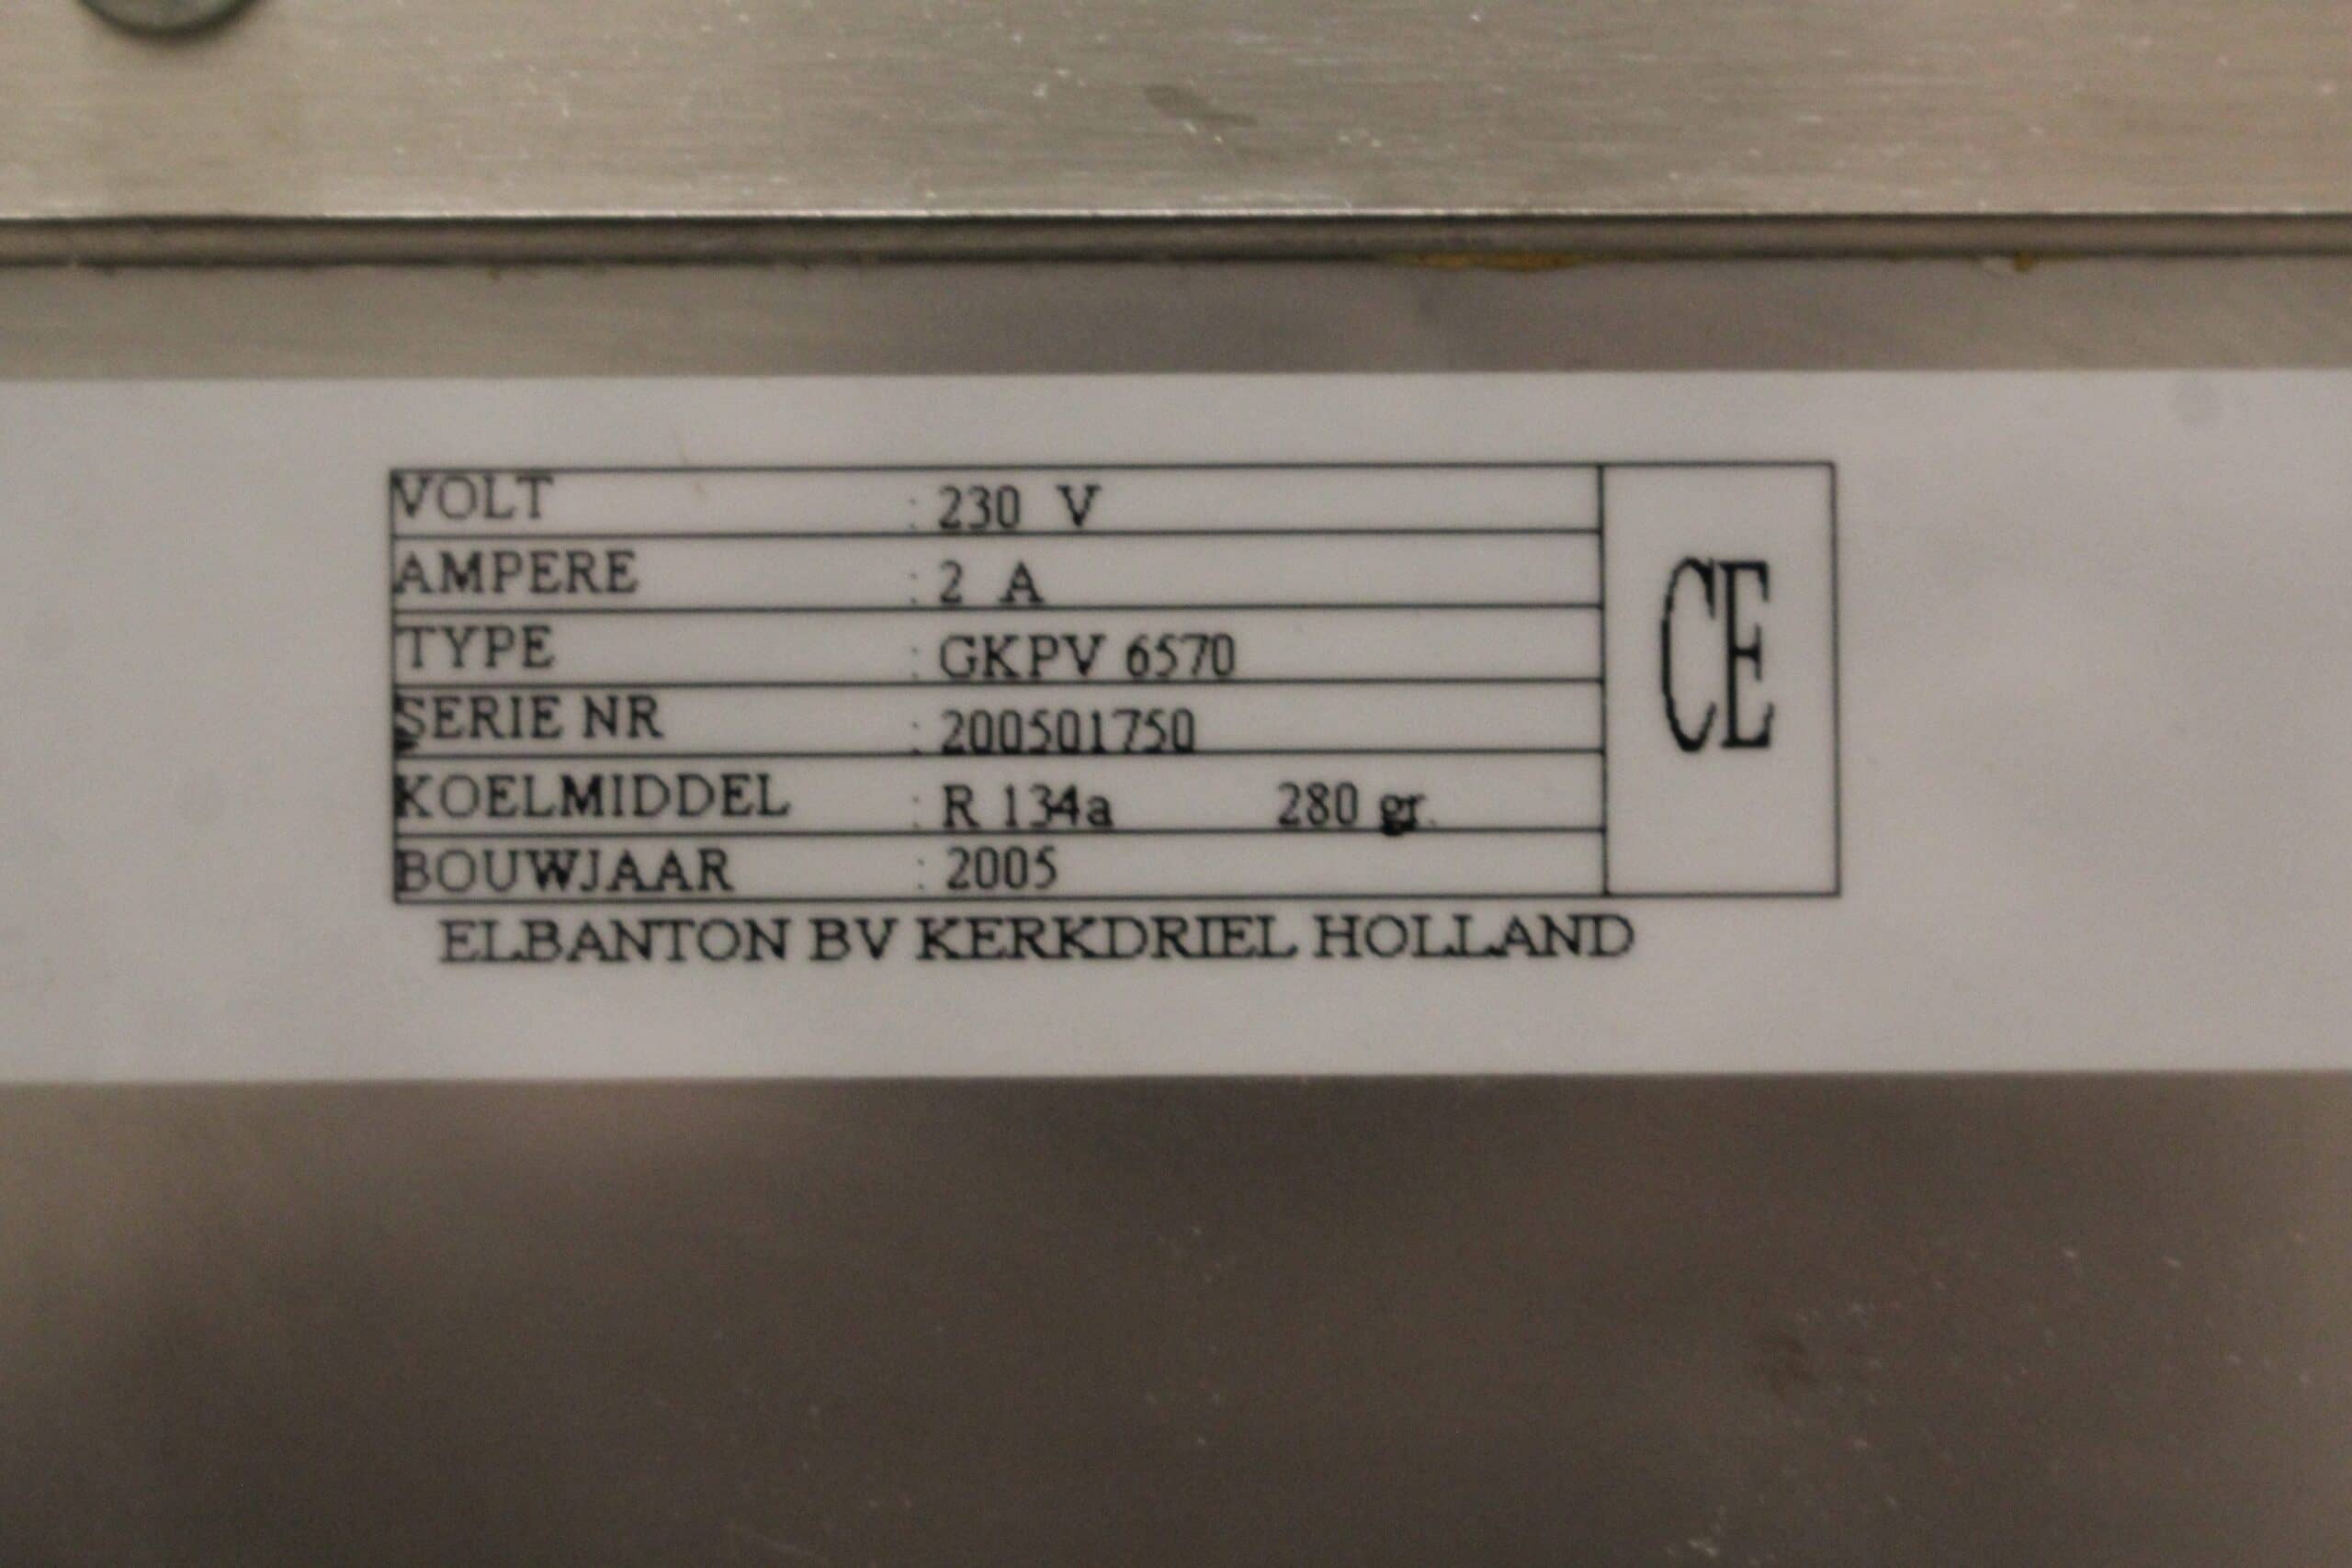 VOLT : 230 V
AMPERE : 2 A
TYPE : GKPV 6570
SERIE NR : 200501750
KOELMIDDEL : R 134a 280 gr.
BOUWJAAR : 2005
CE
ELBANTON BV KERKDRIEL HOLLAND